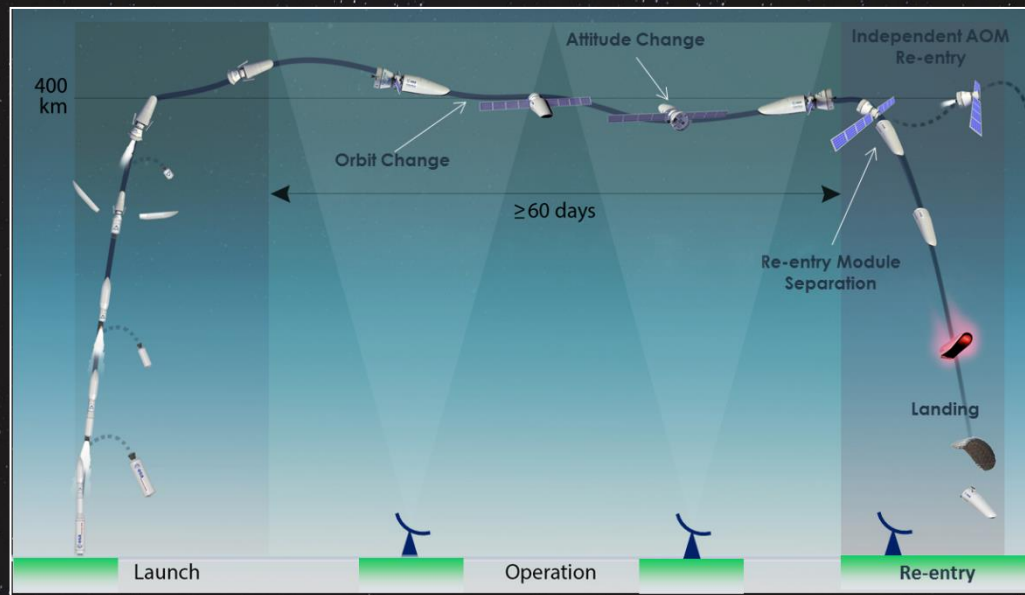 Attitude Change
Independent AOM
Re-entry
400
km
Orbit Change
≥60 days
Re-entry Module
Separation
Landing
Launch
Operation
Re-entry